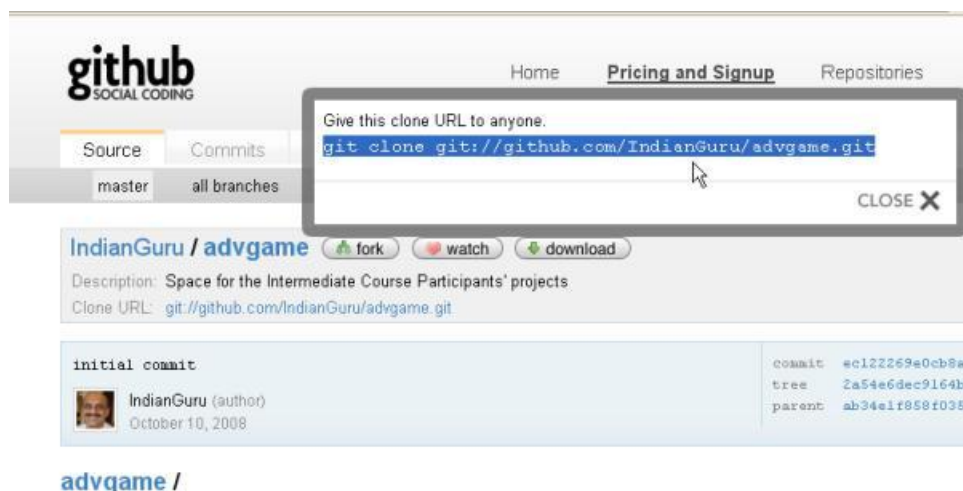 github
SOCIAL CODING
Home Pricing and Signup Repositories
Give this clone URL to anyone.
git clone git://github.com/IndianGuru/advgame.git
CLOSE
Source Commits
master all branches
IndianGuru / advgame fork watch download
Description: Space for the Intermediate Course Participants' projects
Clone URL: git://github.com/IndianGuru/advgame.git
initial commit
IndianGuru (author)
October 10, 2008
commit ec122269e0cb8a
tree 2a54e6dec9164b
parent ab34e1f858f035
advgame /